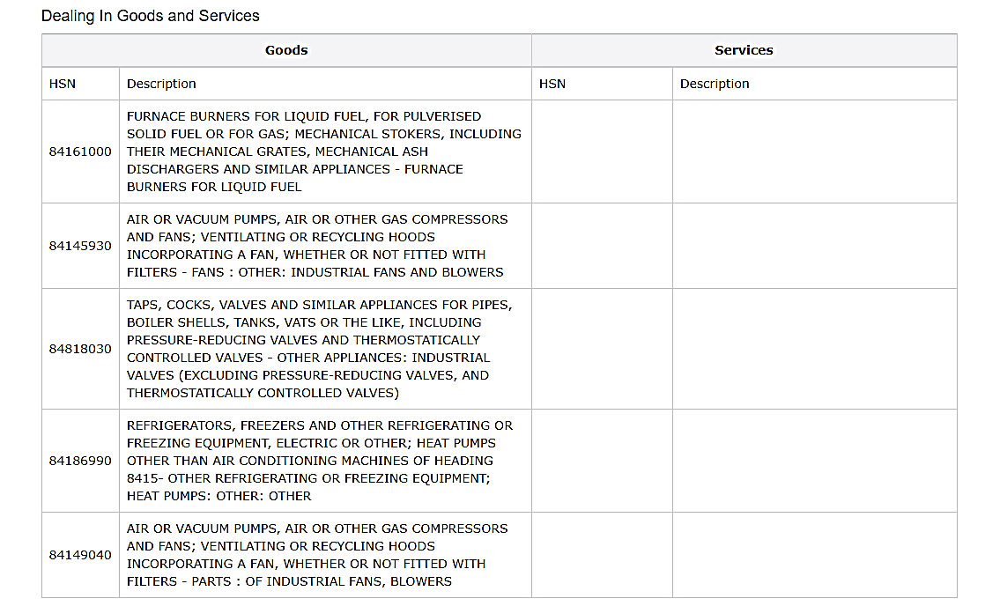 Dealing In Goods and Services
Goods
Services
HSN
Description
HSN
Description
84161000
FURNACE BURNERS FOR LIQUID FUEL, FOR PULVERISED
SOLID FUEL OR FOR GAS; MECHANICAL STOKERS, INCLUDING
THEIR MECHANICAL GRATES, MECHANICAL ASH
DISCHARGERS AND SIMILAR APPLIANCES - FURNACE
BURNERS FOR LIQUID FUEL
84145930
AIR OR VACUUM PUMPS, AIR OR OTHER GAS COMPRESSORS
AND FANS; VENTILATING OR RECYCLING HOODS
INCORPORATING A FAN, WHETHER OR NOT FITTED WITH
FILTERS - FANS : OTHER: INDUSTRIAL FANS AND BLOWERS
84818030
TAPS, COCKS, VALVES AND SIMILAR APPLIANCES FOR PIPES,
BOILER SHELLS, TANKS, VATS OR THE LIKE, INCLUDING
PRESSURE-REDUCING VALVES AND THERMOSTATICALLY
CONTROLLED VALVES - OTHER APPLIANCES: INDUSTRIAL
VALVES (EXCLUDING PRESSURE-REDUCING VALVES, AND
THERMOSTATICALLY CONTROLLED VALVES)
84186990
REFRIGERATORS, FREEZERS AND OTHER REFRIGERATING OR
FREEZING EQUIPMENT, ELECTRIC OR OTHER; HEAT PUMPS
OTHER THAN AIR CONDITIONING MACHINES OF HEADING
8415- OTHER REFRIGERATING OR FREEZING EQUIPMENT;
HEAT PUMPS: OTHER: OTHER
84149040
AIR OR VACUUM PUMPS, AIR OR OTHER GAS COMPRESSORS
AND FANS; VENTILATING OR RECYCLING HOODS
INCORPORATING A FAN, WHETHER OR NOT FITTED WITH
FILTERS - PARTS : OF INDUSTRIAL FANS, BLOWERS